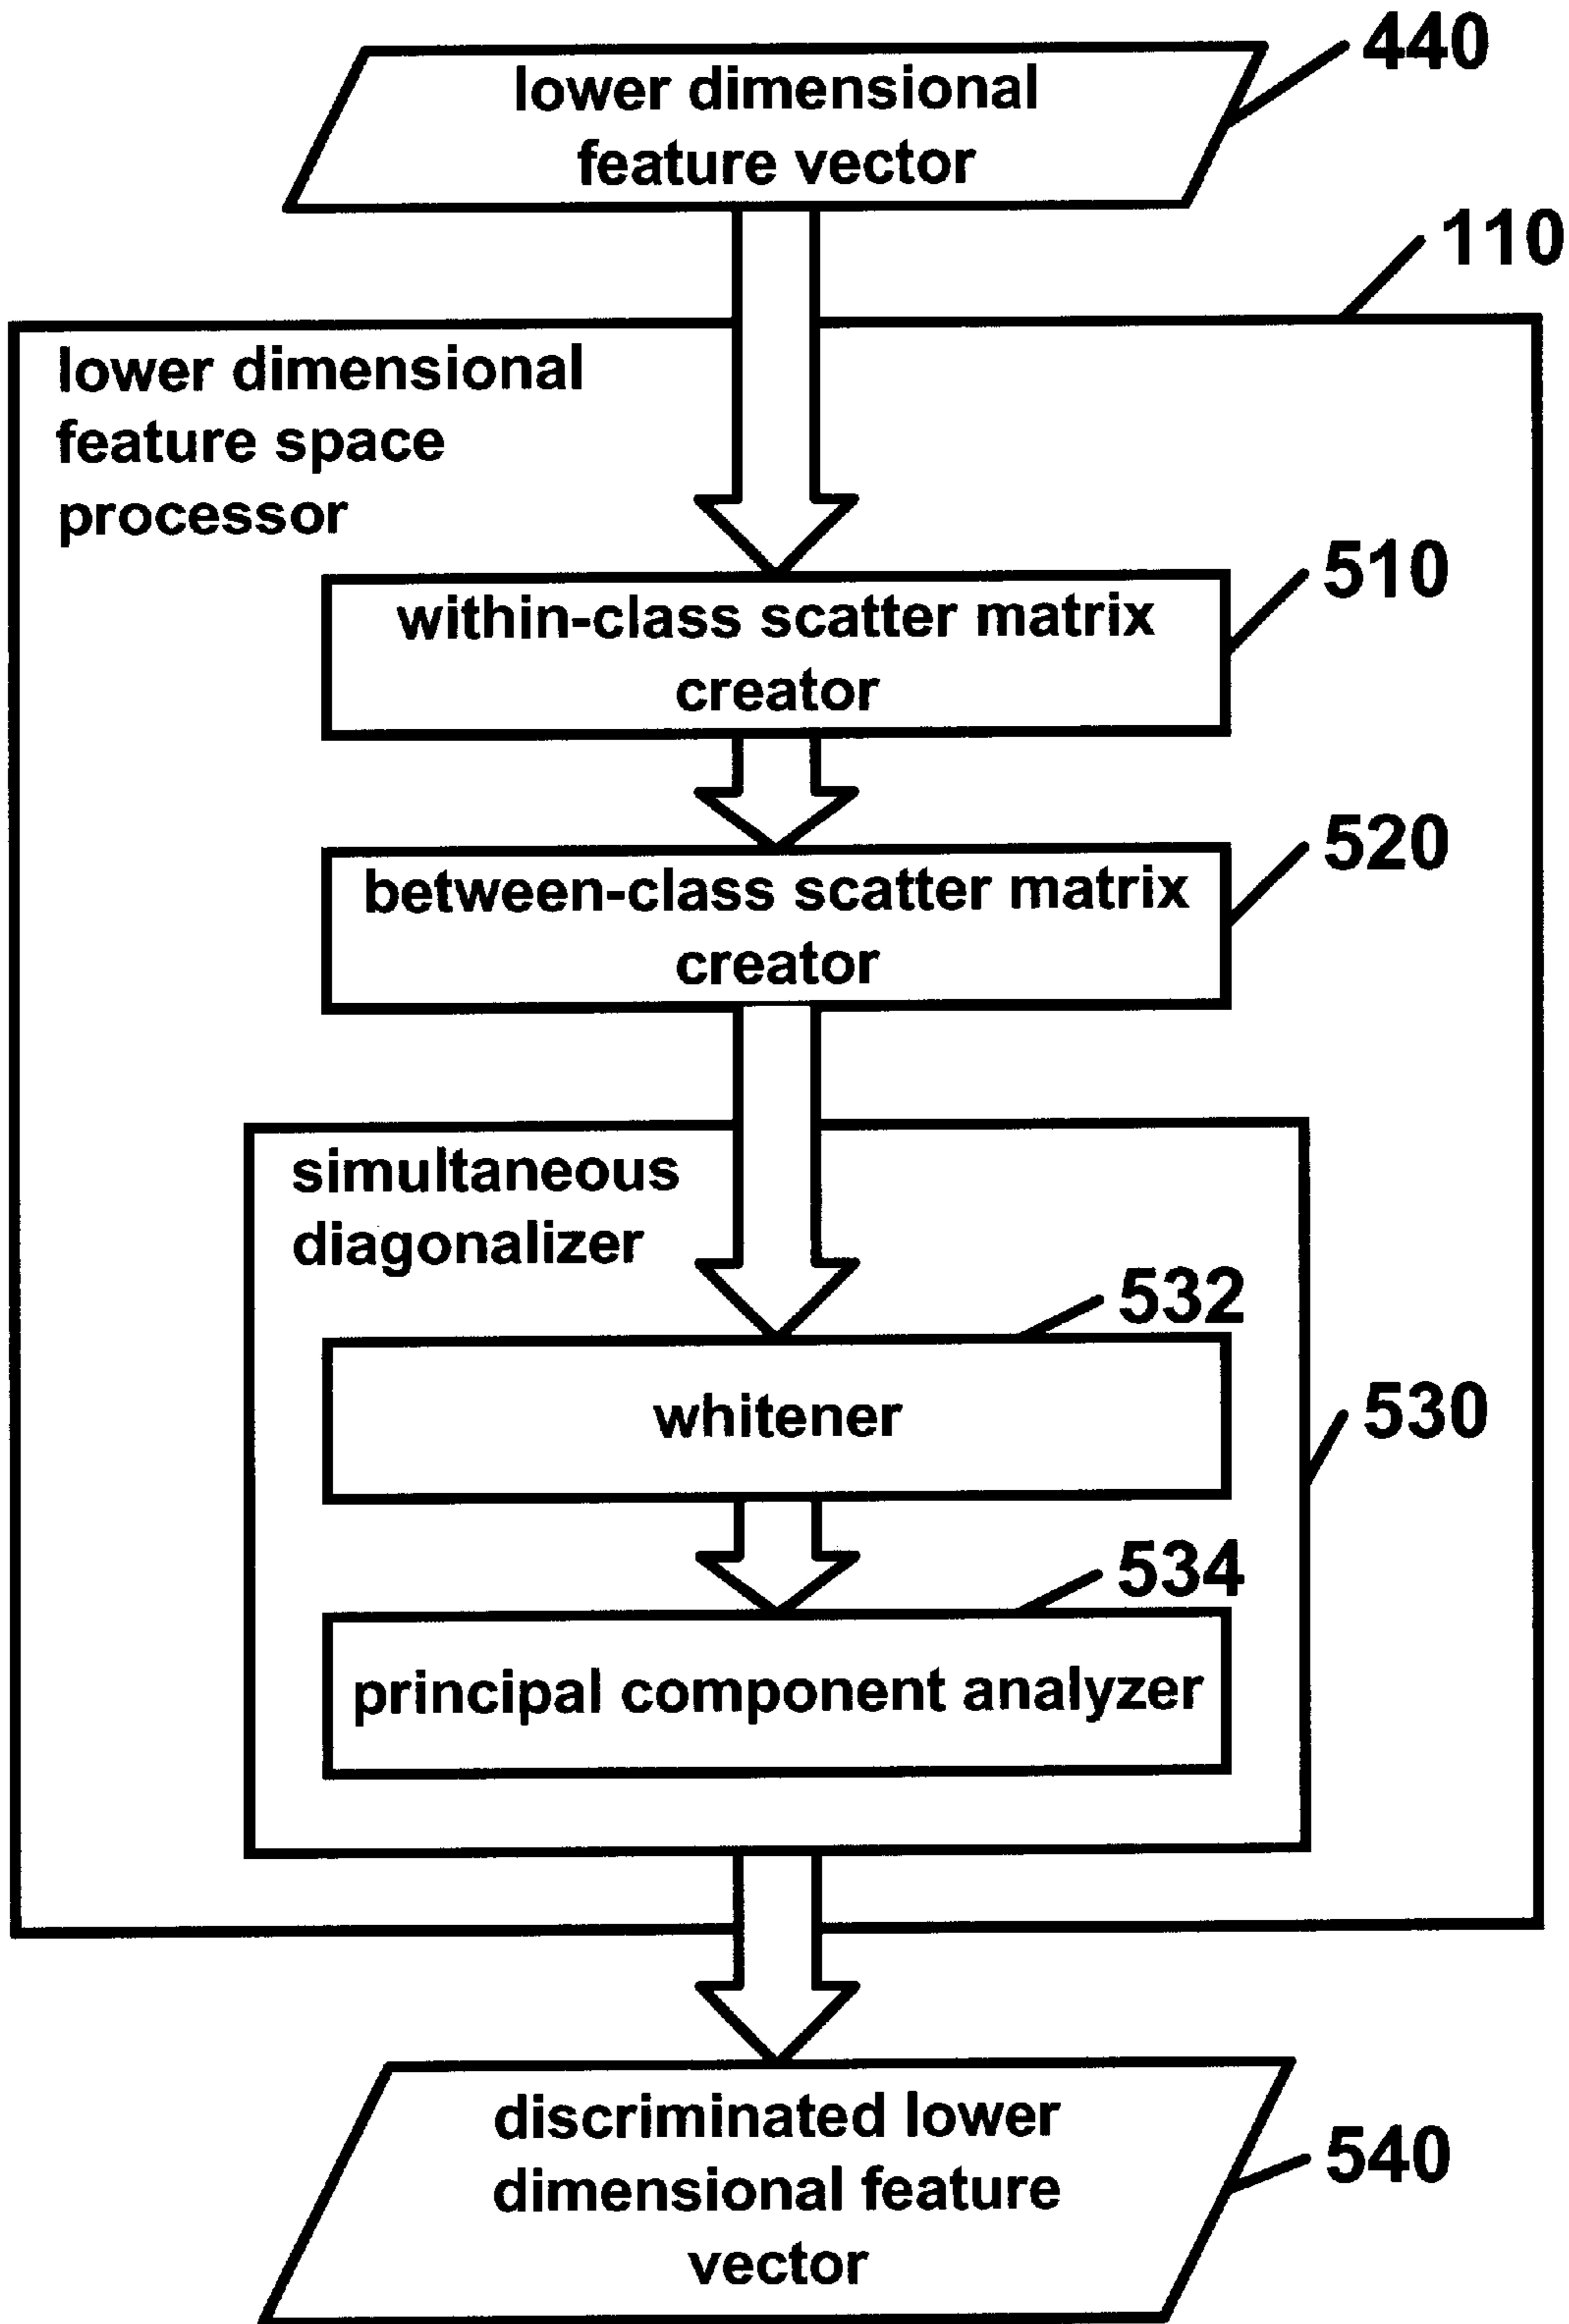 440
lower dimensional
feature vector
110
lower dimensional
feature space
processor
510
within-class scatter matrix
creator
520
between-class scatter matrix
creator
simultaneous
diagonalizer
532
whitener
530
534
principal component analyzer
discriminated lower
dimensional feature
vector
540